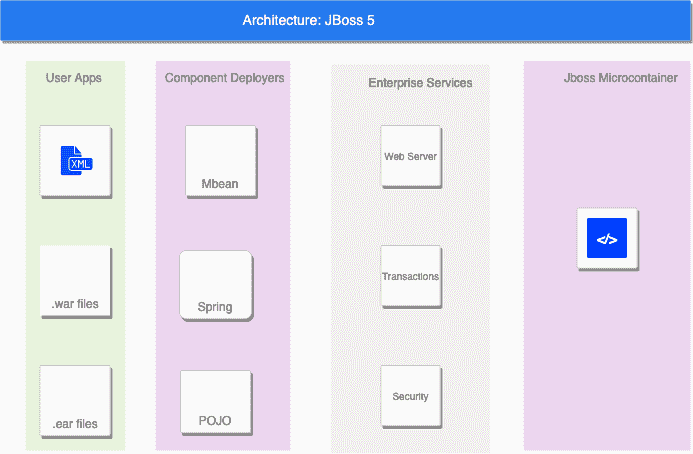 Architecture: JBoss 5
User Apps
Component Deployers
Enterprise Services
Jboss Microcontainer
XML
Mbean
Web Server
</>
.war files
Spring
Transactions
.ear files
POJO
Security